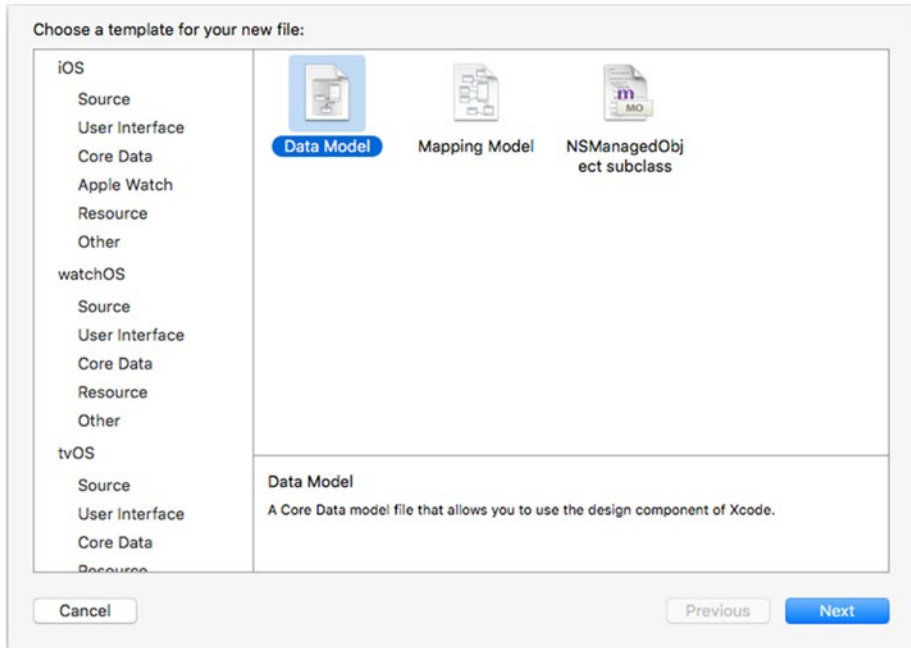 Choose a template for your new file:
iOS
Source
User Interface
Core Data
Apple Watch
Resource
Other
watchOS
Source
User Interface
Core Data
Resource
Other
tvOS
Source
User Interface
Core Data
Resource
m
MO
Data Model
Mapping Model
NSManagedObj
ect subclass
Data Model
A Core Data model file that allows you to use the design component of Xcode.
Cancel
Previous
Next